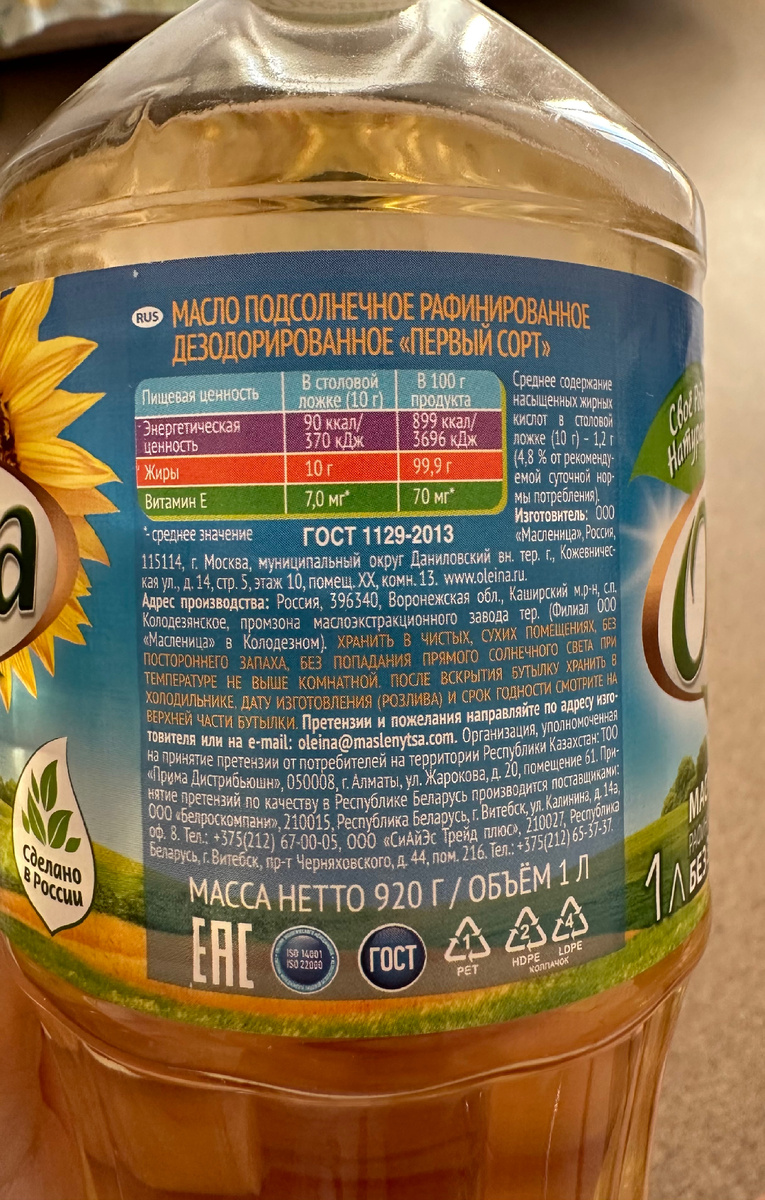 RUS МАСЛО ПОДСОЛНЕЧНОЕ РАФИНИРОВАННОЕ
ДЕЗОДОРИРОВАННОЕ «ПЕРВЫЙ СОРТ»
Пищевая ценность В столовой ложке (10 г) В 100 г продукта
Энергетическая ценность 90 ккал/ 370 кДж 899 ккал/ 3696 кДж
Жиры 10 г 99,9 г
Витамин Е 7,0 мг* 70 мг*
*- среднее значение
ГОСТ 1129-2013
Среднее содержание
насыщенных жирных
кислот в столовой
ложке (10 г) – 1,2 г
(4,8 % от рекоменду-
емой суточной нор-
мы потребления).
Изготовитель: ООО
«Масленица», Россия,
115114, г. Москва, муниципальный округ Даниловский вн. тер. г., Кожевничес-
кая ул., д. 14, стр. 5, этаж 10, помещ. XX, комн. 13. www.oleina.ru.
Адрес производства: Россия, 396340, Воронежская обл., Каширский м.р-н, с.п.
Колодезянское, промзона маслоэкстракционного завода тер. (Филиал ООО
«Масленица» в Колодезном). ХРАНИТЬ В ЧИСТЫХ, СУХИХ ПОМЕЩЕНИЯХ, БЕЗ
ПОСТОРОННЕГО ЗАПАХА, БЕЗ ПОПАДАНИЯ ПРЯМОГО СОЛНЕЧНОГО СВЕТА ПРИ
ТЕМПЕРАТУРЕ НЕ ВЫШЕ КОМНАТНОЙ. ПОСЛЕ ВСКРЫТИЯ БУТЫЛКУ ХРАНИТЬ В
ХОЛОДИЛЬНИКЕ. ДАТУ ИЗГОТОВЛЕНИЯ (РОЗЛИВА) И СРОК ГОДНОСТИ СМОТРИТЕ НА
ВЕРХНЕЙ ЧАСТИ БУТЫЛКИ. Претензии и пожелания направляйте по адресу изго-
товителя или на e-mail: oleina@maslenytsa.com. Организация, уполномоченная
на принятие претензии от потребителей на территории Республики Казахстан: ТОО
«Прима Дистрибьюшн», 050008, г. Алматы, ул. Жарокова, д. 20, помещение 61. При-
нятие претензий по качеству в Республике Беларусь производится поставщиками:
ООО «Белроскомпани», 210015, Республика Беларусь, г. Витебск, ул. Калинина, д. 14а,
оф. 8. Тел.: +375(212) 67-00-05, ООО «СиАйЭс Трейд плюс», 210027, Республика
Беларусь, г. Витебск, пр-т Черняховского, д. 44, пом. 216. Тел.: +375(212) 65-37-37.
МАССА НЕТТО 920 Г / ОБЪЁМ 1 Л
EAC
ISO 14001
ISO 22000
ГОСТ
1
PET
2
HDPE
4
LDPE
КОЛПАЧОК
Сделано
в России
а
Своё
1 л
БЕЗ